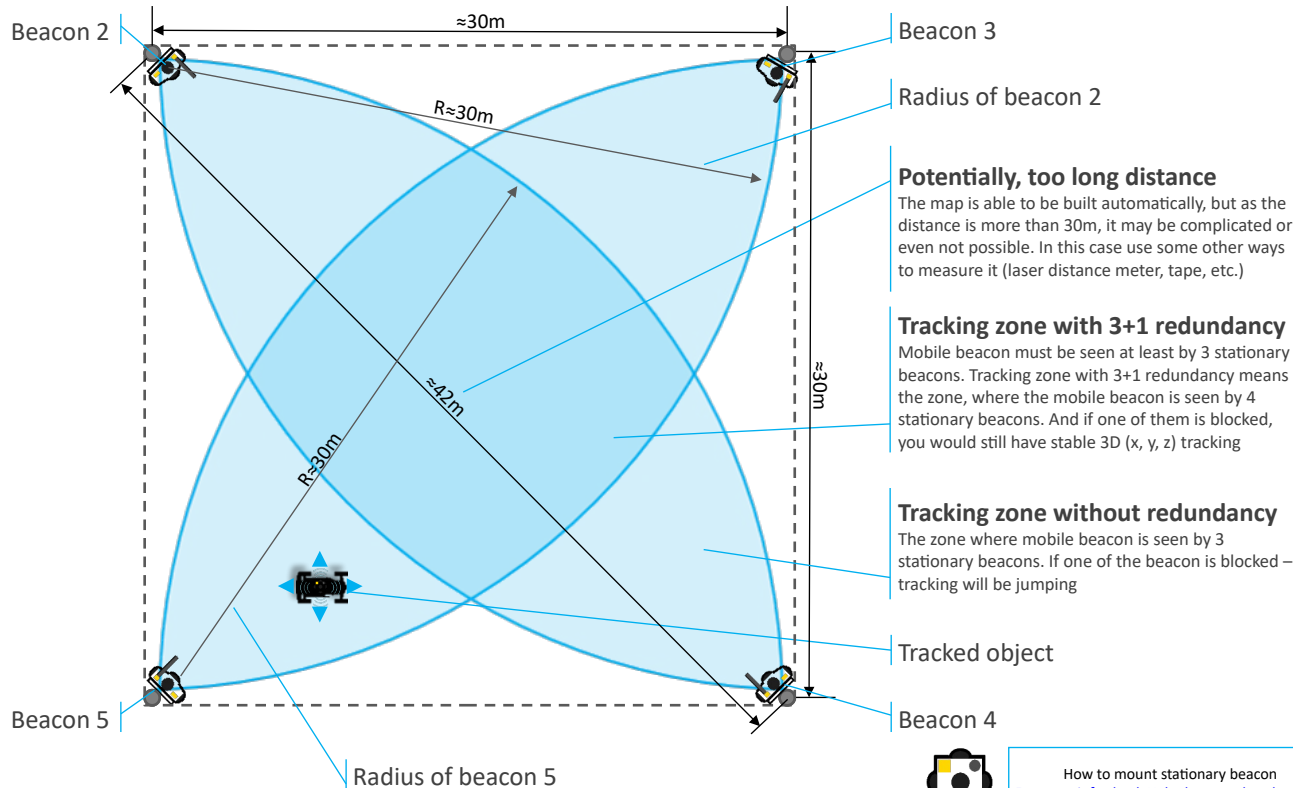 Beacon 2
≈30m
Beacon 3
R≈30m
Radius of beacon 2
Potentially, too long distance
The map is able to be built automatically, but as the
distance is more than 30m, it may be complicated or
even not possible. In this case use some other ways
to measure it (laser distance meter, tape, etc.)
Tracking zone with 3+1 redundancy
Mobile beacon must be seen at least by 3 stationary
beacons. Tracking zone with 3+1 redundancy means
the zone, where the mobile beacon is seen by 4
stationary beacons. And if one of them is blocked,
you would still have stable 3D (x, y, z) tracking
≈30m
≈42m
R≈30m
Tracking zone without redundancy
The zone where mobile beacon is seen by 3
stationary beacons. If one of the beacon is blocked –
tracking will be jumping
Tracked object
Beacon 5
Beacon 4
Radius of beacon 5
How to mount stationary beacon